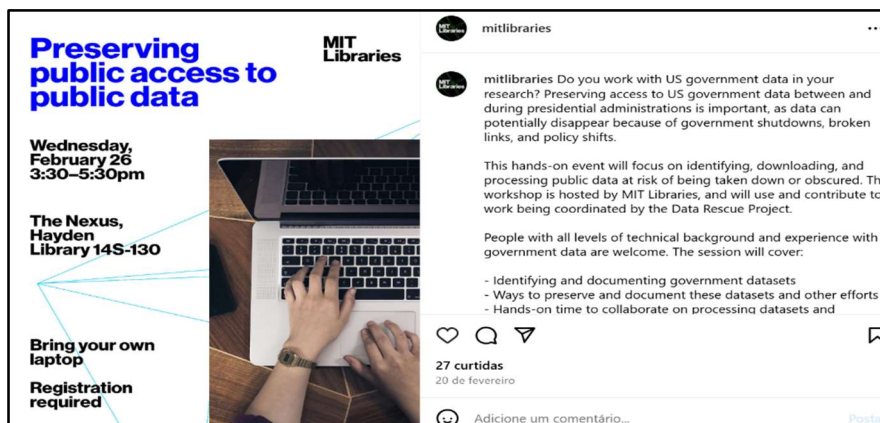 Preserving
public access to
public data
MIT
Libraries
Wednesday,
February 26
3:30–5:30pm
The Nexus,
Hayden
Library 14S-130
Bring your own
laptop
Registration
required
mitlibraries
mitlibraries Do you work with US government data in your
research? Preserving access to US government data between and
during presidential administrations is important, as data can
potentially disappear because of government shutdowns, broken
links, and policy shifts.
This hands-on event will focus on identifying, downloading, and
processing public data at risk of being taken down or obscured. Th
workshop is hosted by MIT Libraries, and will use and contribute to
work being coordinated by the Data Rescue Project.
People with all levels of technical background and experience with
government data are welcome. The session will cover:
- Identifying and documenting government datasets
- Ways to preserve and document these datasets and other efforts
- Hands-on time to collaborate on processing datasets and
27 curtidas
20 de fevereiro
Adicione um comentário... Posta